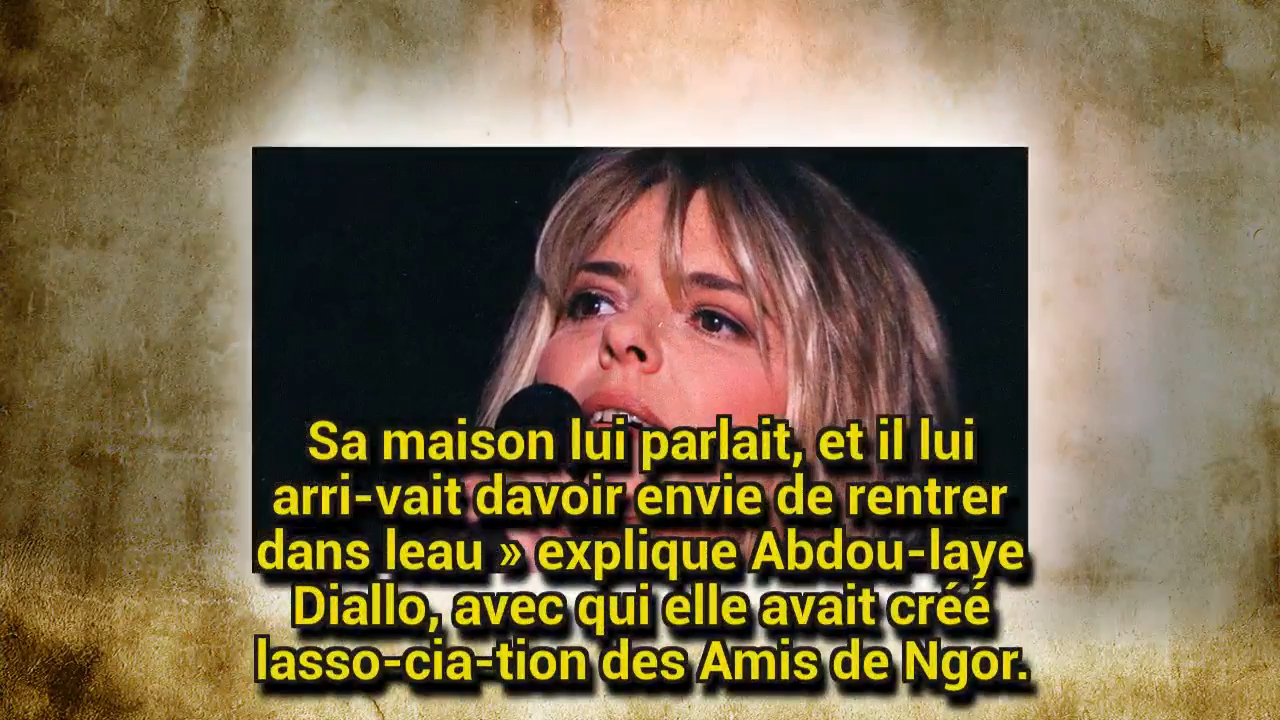 Sa maison lui parlait, et il lui
arri-vait davoir envie de rentrer
dans leau » explique Abdou-laye
Diallo, avec qui elle avait créé
lasso-cia-tion des Amis de Ngor.